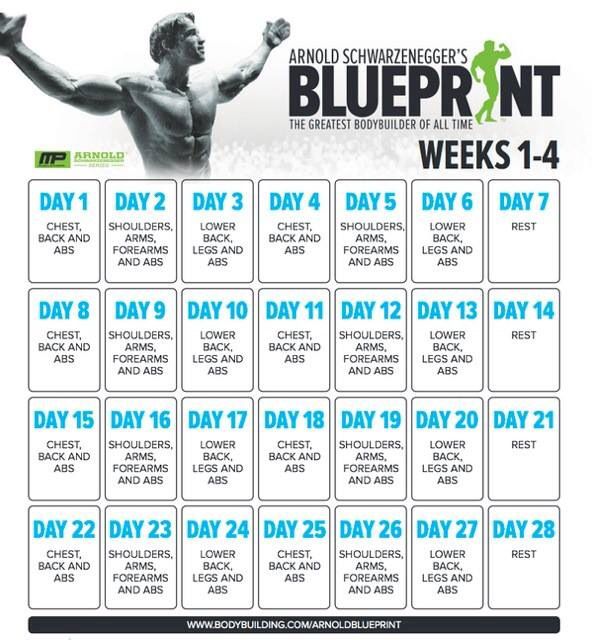 ARNOLD SCHWARZENEGGER'S
BLUEPRINT
THE GREATEST BODYBUILDER OF ALL TIME
MP ARNOLD
SCHWARZENEGGER
SERIES
WEEKS 1-4
DAY 1
CHEST,
BACK AND
ABS
DAY 2
SHOULDERS,
ARMS,
FOREARMS
AND ABS
DAY 3
LOWER
BACK,
LEGS AND
ABS
DAY 4
CHEST,
BACK AND
ABS
DAY 5
SHOULDERS,
ARMS,
FOREARMS
AND ABS
DAY 6
LOWER
BACK,
LEGS AND
ABS
DAY 7
REST
DAY 8
CHEST,
BACK AND
ABS
DAY 9
SHOULDERS,
ARMS,
FOREARMS
AND ABS
DAY 10
LOWER
BACK,
LEGS AND
ABS
DAY 11
CHEST,
BACK AND
ABS
DAY 12
SHOULDERS,
ARMS,
FOREARMS
AND ABS
DAY 13
LOWER
BACK,
LEGS AND
ABS
DAY 14
REST
DAY 15
CHEST,
BACK AND
ABS
DAY 16
SHOULDERS,
ARMS,
FOREARMS
AND ABS
DAY 17
LOWER
BACK,
LEGS AND
ABS
DAY 18
CHEST,
BACK AND
ABS
DAY 19
SHOULDERS,
ARMS,
FOREARMS
AND ABS
DAY 20
LOWER
BACK,
LEGS AND
ABS
DAY 21
REST
DAY 22
CHEST,
BACK AND
ABS
DAY 23
SHOULDERS,
ARMS,
FOREARMS
AND ABS
DAY 24
LOWER
BACK,
LEGS AND
ABS
DAY 25
CHEST,
BACK AND
ABS
DAY 26
SHOULDERS,
ARMS,
FOREARMS
AND ABS
DAY 27
LOWER
BACK,
LEGS AND
ABS
DAY 28
REST
WWW.BODYBUILDING.COM/ARNOLDBLUEPRINT